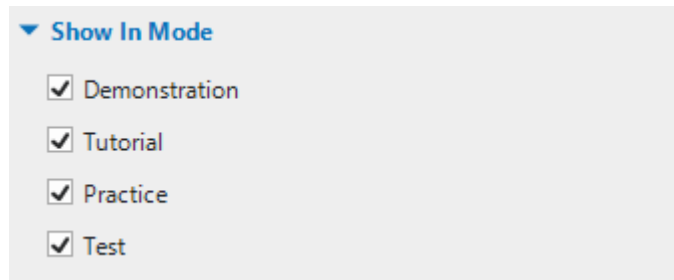 Show In Mode
Demonstration
Tutorial
Practice
Test